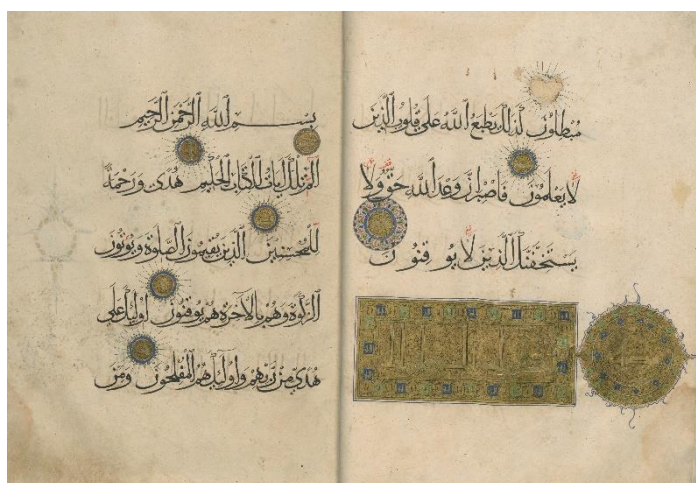 مبطلون كذلك يطبع الله على قلوب الذين
لا يعلمون فاصبر إن وعد الله حق ولا
يستخفنك الذين لا يوقنون
بسم الله الرحمن الرحيم
الم تلك آيات الكتاب الحكيم هدى ورحمة
للمحسنين الذين يقيمون الصلوة ويؤتون
الزكوة وهم بالآخرة هم يوقنون أولئك على
هدى من ربهم وأولئك هم المفلحون ومن